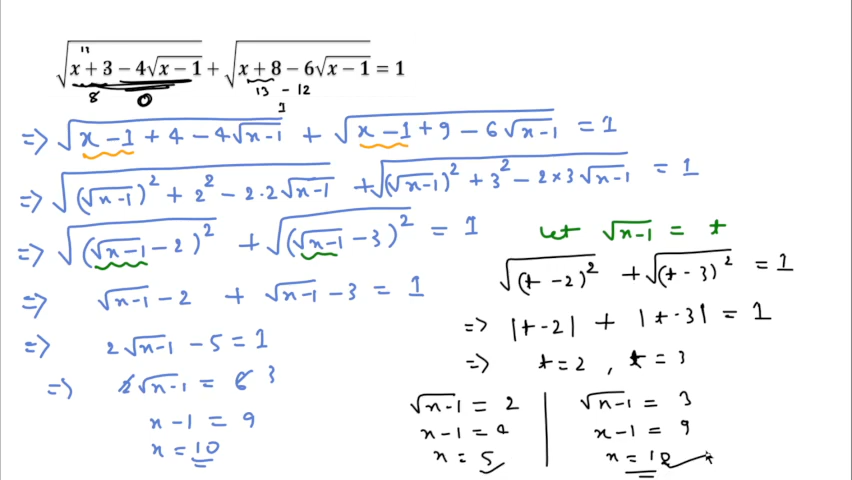 √(x + 3 − 4√(x − 1)) + √(x + 8 − 6√(x − 1)) = 1
8 0 13 - 12
1
=> √(x-1 + 4 - 4√(x-1)) + √(x-1 + 9 - 6√(x-1)) = 1
=> √((√(x-1))² + 2² - 2·2√(x-1)) + √((√(x-1))² + 3² - 2×3√(x-1)) = 1
=> √((√(x-1) - 2)²) + √((√(x-1) - 3)²) = 1
=> √(x-1) - 2 + √(x-1) - 3 = 1
=> 2√(x-1) - 5 = 1
=> 2√(x-1) = 6 3
x - 1 = 9
x = 10
let √(x-1) = t
√((t - 2)²) + √((t - 3)²) = 1
=> |t-2| + |t-3| = 1
=> t = 2 , t = 3
√(x-1) = 2
x - 1 = 4
x = 5
√(x-1) = 3
x - 1 = 9
x = 10